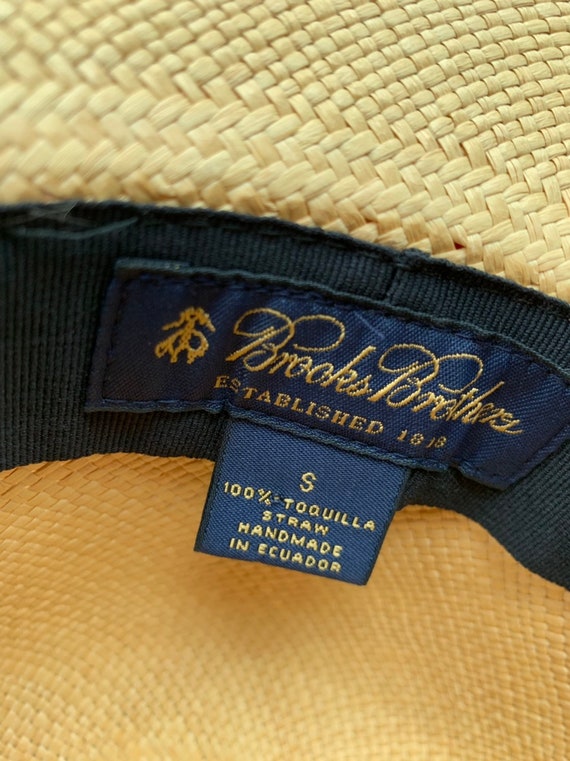 Brooks Brothers
ESTABLISHED 1818
S
100% TOQUILLA
STRAW
HANDMADE
IN ECUADOR